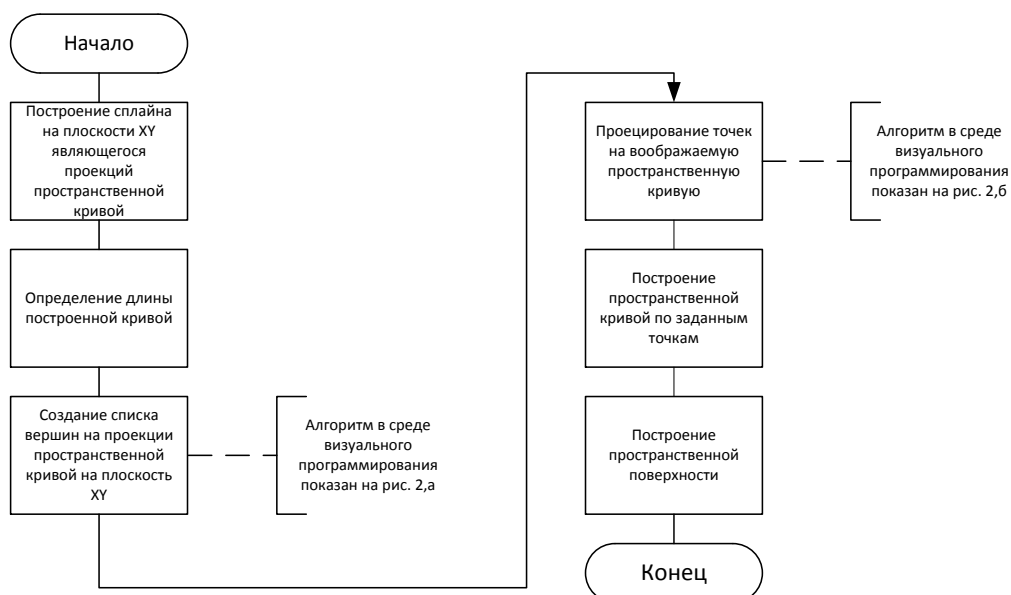 Начало
Построение сплайна
на плоскости XY
являющегося
проекций
пространственной
кривой
Определение длины
построенной кривой
Создание списка
вершин на проекции
пространственной
кривой на плоскость
XY
Алгоритм в среде
визуального
программирования
показан на рис. 2,а
Проецирование точек
на воображаемую
пространственную
кривую
Алгоритм в среде
визуального
программирования
показан на рис. 2,б
Построение
пространственной
кривой по заданным
точкам
Построение
пространственной
поверхности
Конец